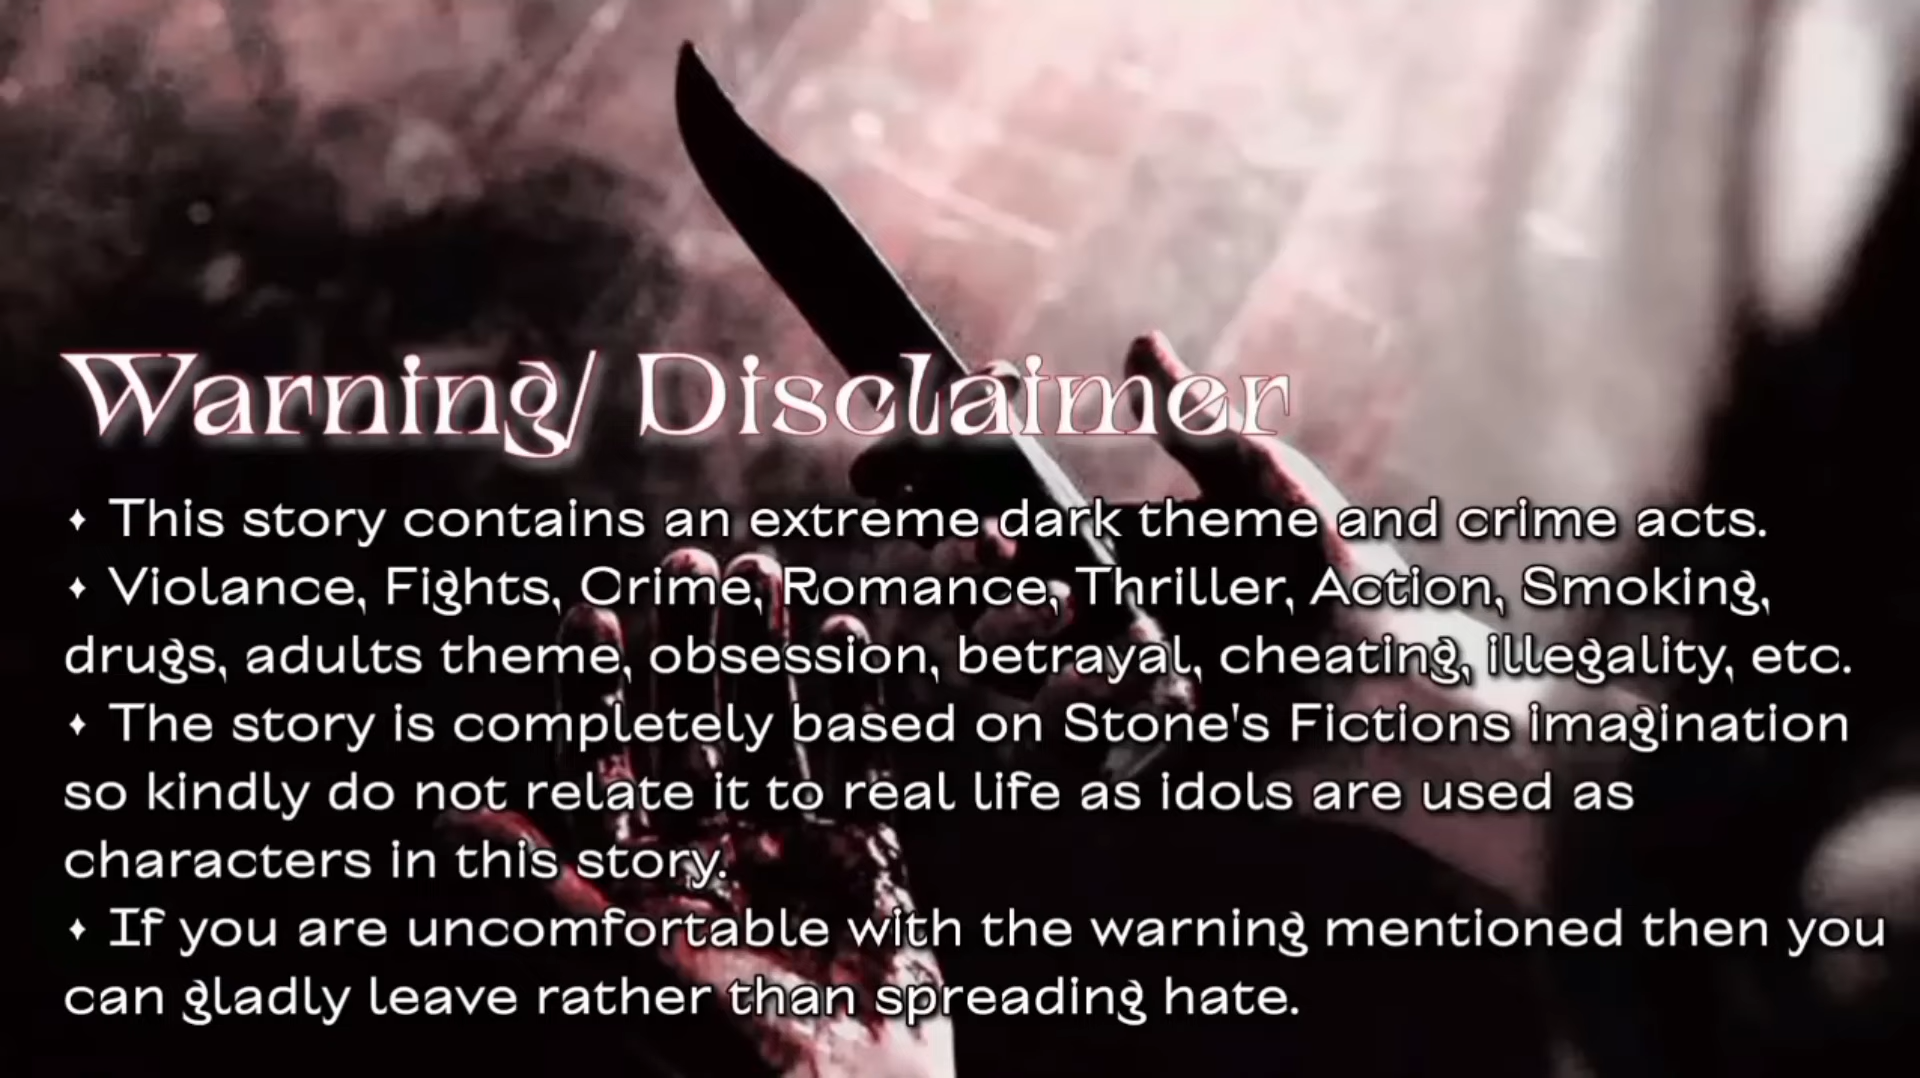 Warning/ Disclaimer
✦ This story contains an extreme dark theme and crime acts.
✦ Violance, Fights, Crime, Romance, Thriller, Action, Smoking,
drugs, adults theme, obsession, betrayal, cheating, illegality, etc.
✦ The story is completely based on Stone's Fictions imagination
so kindly do not relate it to real life as idols are used as
characters in this story.
✦ If you are uncomfortable with the warning mentioned then you
can gladly leave rather than spreading hate.